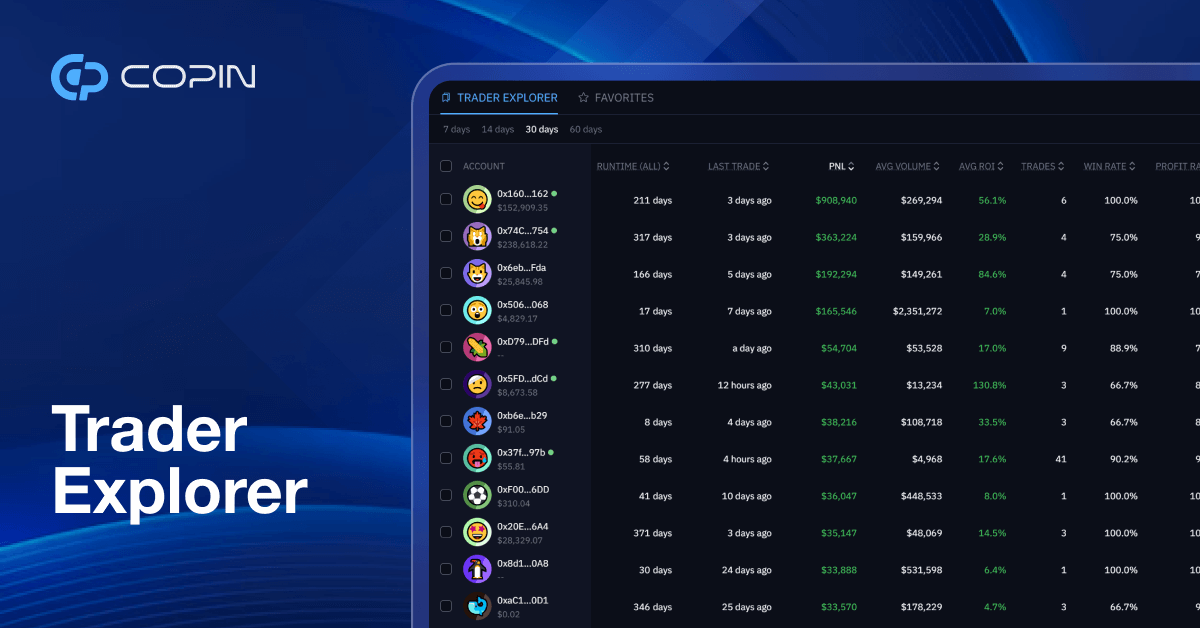 COPIN
Trader
Explorer
TRADER EXPLORER FAVORITES
7 days 14 days 30 days 60 days
ACCOUNT RUNTIME (ALL) LAST TRADE PNL AVG VOLUME AVG ROI TRADES WIN RATE PROFIT RA
0x160...162 211 days 3 days ago $908,940 $269,294 56.1% 6 100.0% 10
$152,909.35
0x74C...754 317 days 3 days ago $363,224 $159,966 28.9% 4 75.0% 9
$238,618.22
0x6eb...Fda 166 days 5 days ago $192,294 $149,261 84.6% 4 75.0% 7
$25,845.98
0x506...068 17 days 7 days ago $165,546 $2,351,272 7.0% 1 100.0% 10
$4,829.17
0xD79...DFd 310 days a day ago $54,704 $53,528 17.0% 9 88.9% 7
--
0x5FD...dCd 277 days 12 hours ago $43,031 $13,234 130.8% 3 66.7% 8
$8,673.58
0xb6e...b29 8 days 4 days ago $38,216 $108,718 33.5% 3 66.7% 8
$91.05
0x37f...97b 58 days 4 hours ago $37,667 $4,968 17.6% 41 90.2% 9
$55.81
0xF00...6DD 41 days 10 days ago $36,047 $448,533 8.0% 1 100.0% 10
$310.04
0x20E...6A4 371 days 3 days ago $35,147 $48,069 14.5% 3 100.0% 10
$28,329.07
0x8d1...0A8 30 days 24 days ago $33,888 $531,598 6.4% 1 100.0% 10
--
0xaC1...0D1 346 days 25 days ago $33,570 $178,229 4.7% 3 66.7% 9
$0.02